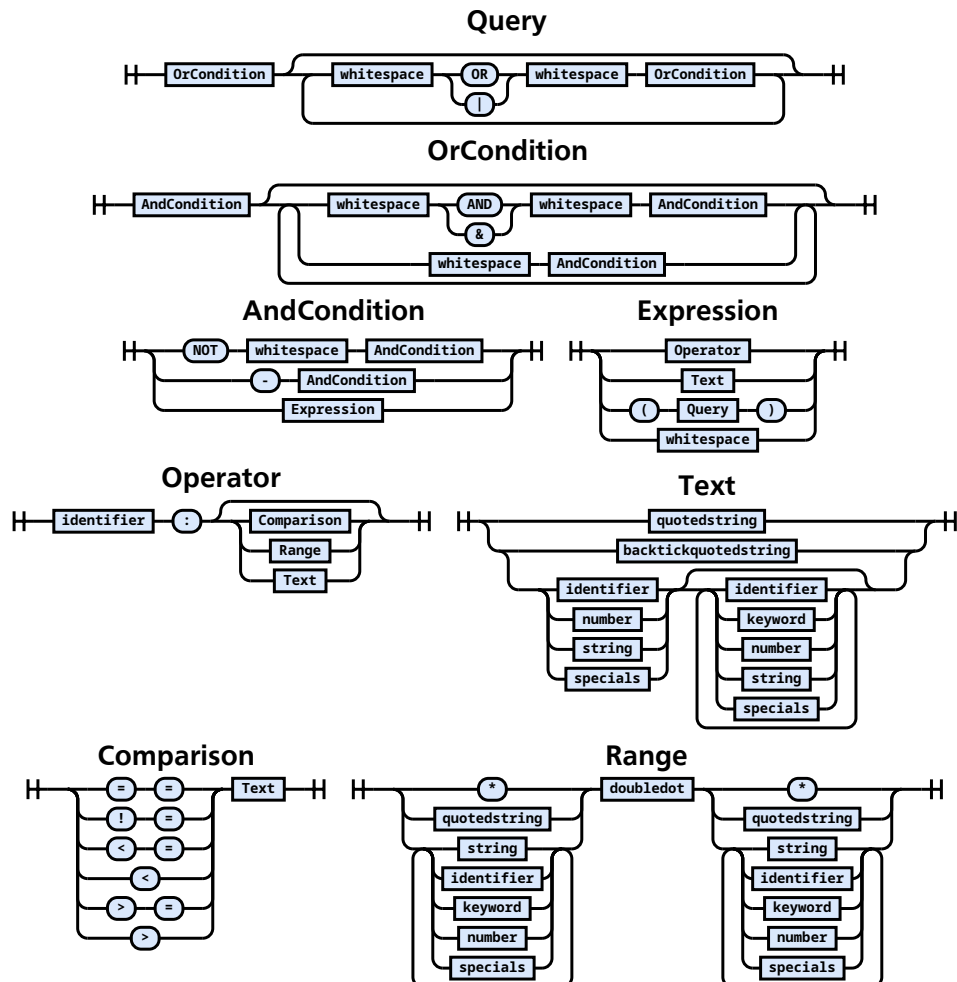 Query
OrCondition whitespace OR whitespace OrCondition
|
OrCondition
AndCondition whitespace AND whitespace AndCondition
&
whitespace AndCondition
AndCondition Expression
NOT whitespace AndCondition Operator
- AndCondition Text
Expression ( Query )
whitespace
Operator Text
identifier : Comparison quotedstring
Range backtickquotedstring
Text identifier identifier
number keyword
string number
specials string
specials
Comparison Range
= = Text * doubledot *
! = quotedstring quotedstring
< = string string
< identifier identifier
> = keyword keyword
> number number
specials specials